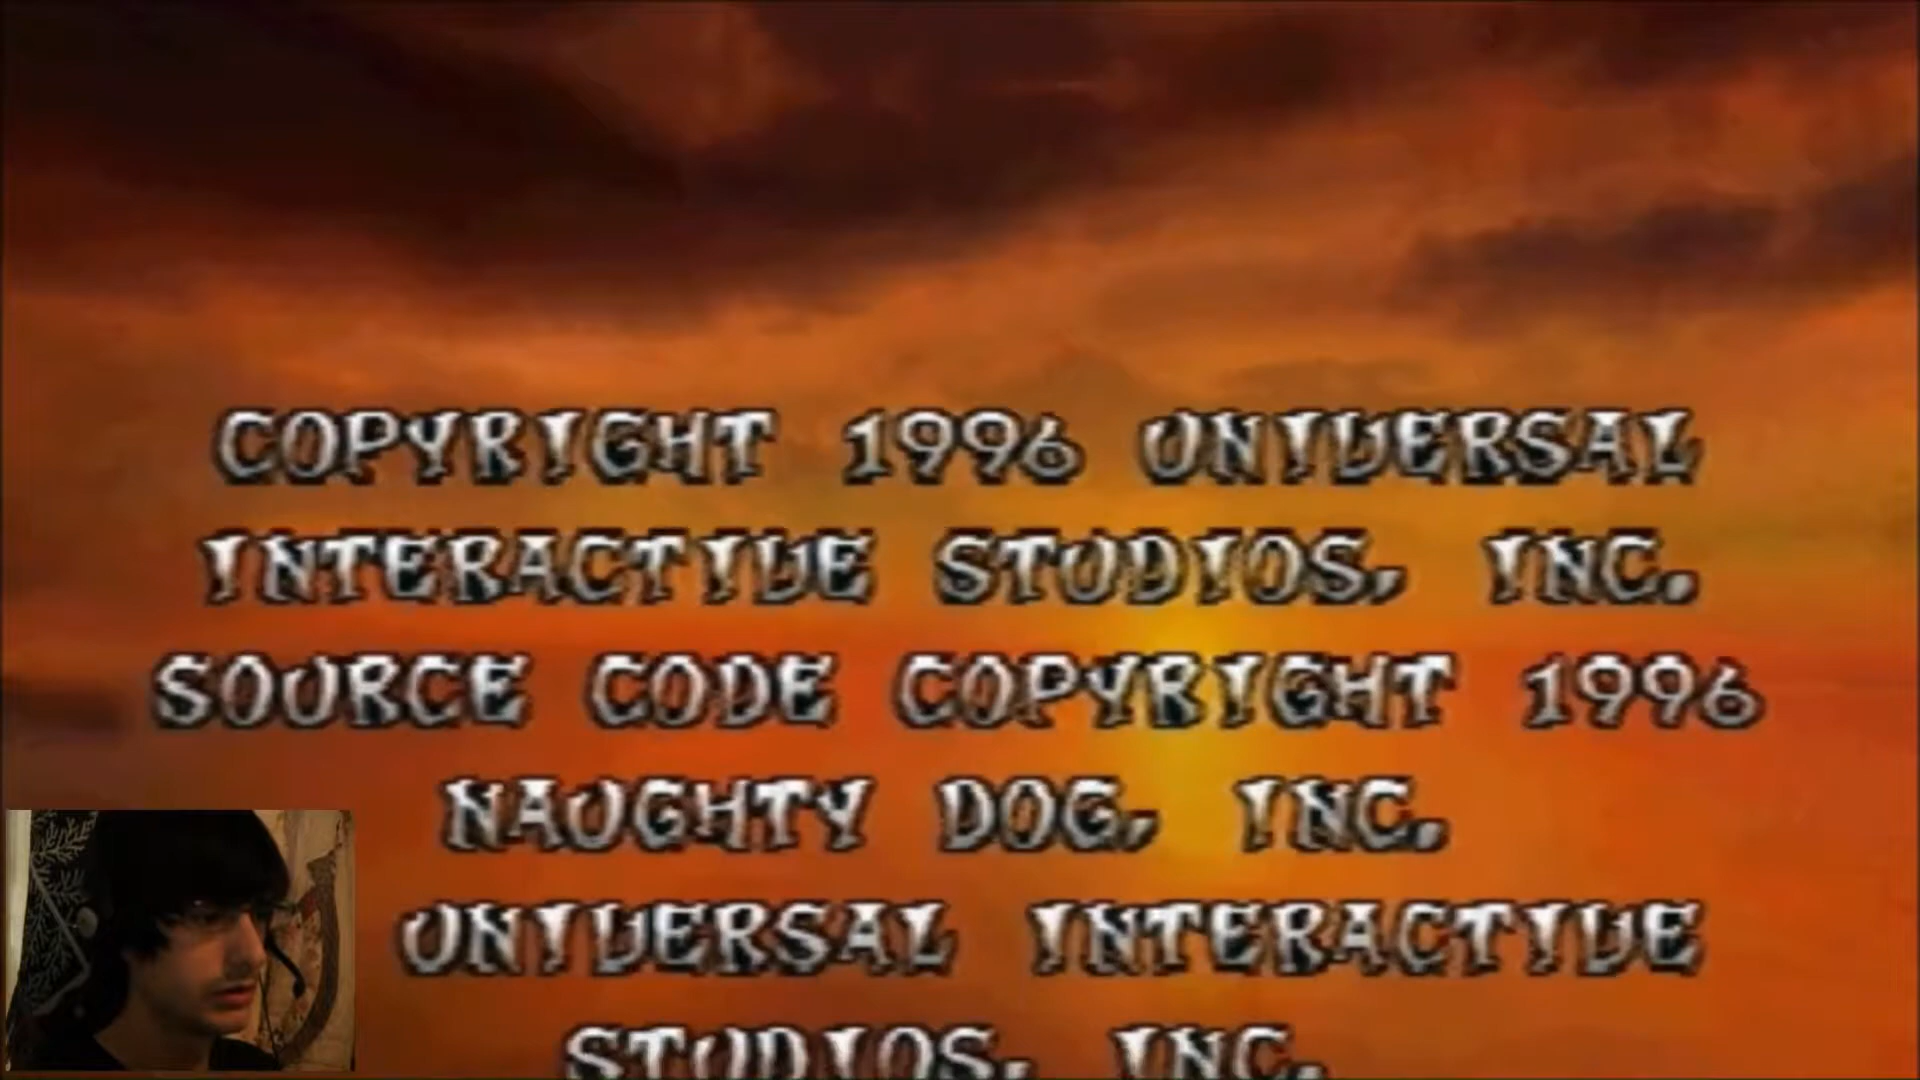 COPYRIGHT 1996 UNIVERSAL
INTERACTIVE STUDIOS, INC.
SOURCE CODE COPYRIGHT 1996
NAUGHTY DOG, INC.
UNIVERSAL INTERACTIVE
STUDIOS, INC.